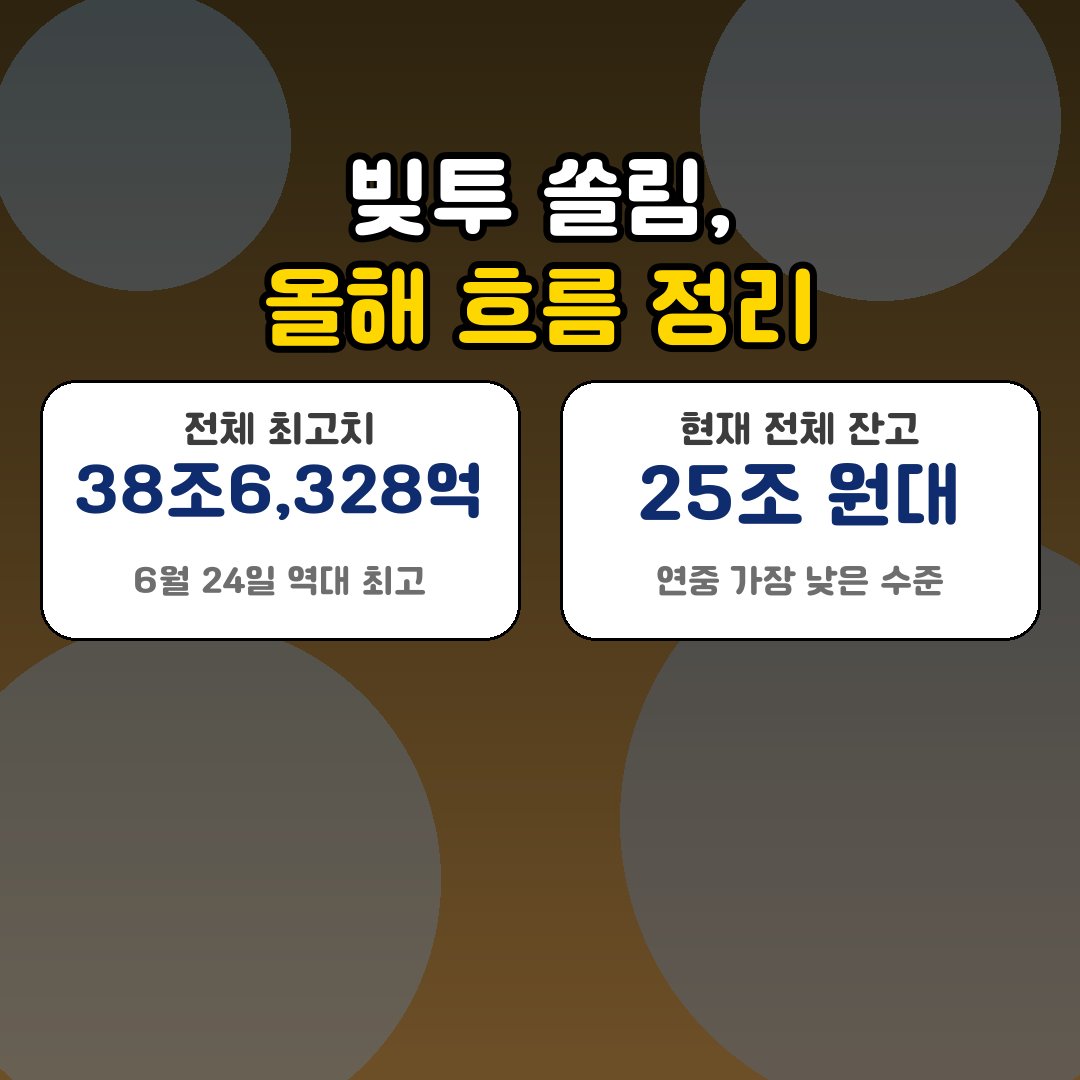 빚투 쏠림,
올해 흐름 정리
전체 최고치
38조6,328억
6월 24일 역대 최고
현재 전체 잔고
25조 원대
연중 가장 낮은 수준